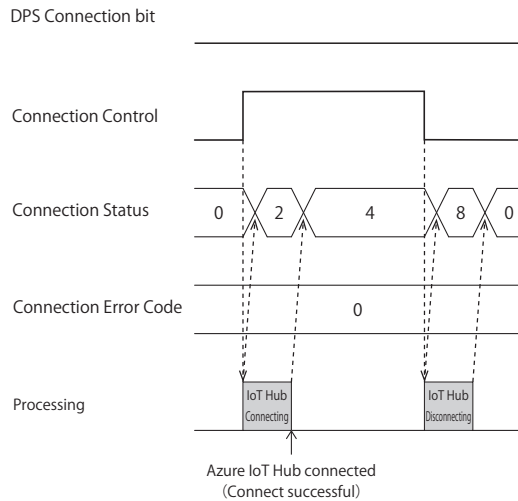 DPS Connection bit
Connection Control
Connection Status
0
2
4
8
0
Connection Error Code
0
Processing
IoT Hub
Connecting
IoT Hub
Disconnecting
Azure IoT Hub connected
(Connect successful)